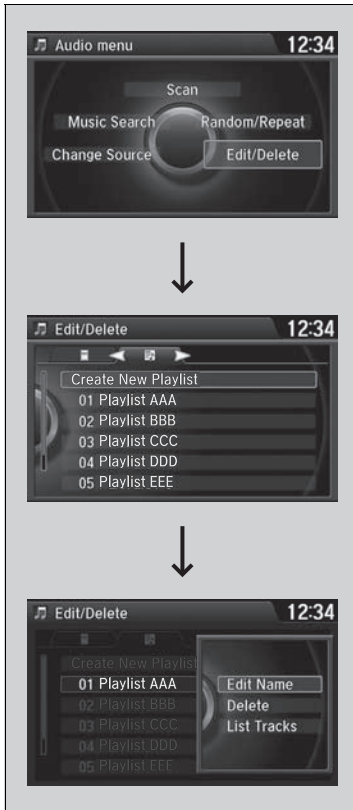 Audio menu 12:34
Scan
Music Search Random/Repeat
Change Source Edit/Delete
Edit/Delete 12:34
Create New Playlist
01 Playlist AAA
02 Playlist BBB
03 Playlist CCC
04 Playlist DDD
05 Playlist EEE
Edit/Delete 12:34
Create New Playlist
01 Playlist AAA Edit Name
02 Playlist BBB Delete
03 Playlist CCC List Tracks
04 Playlist DDD
05 Playlist EEE